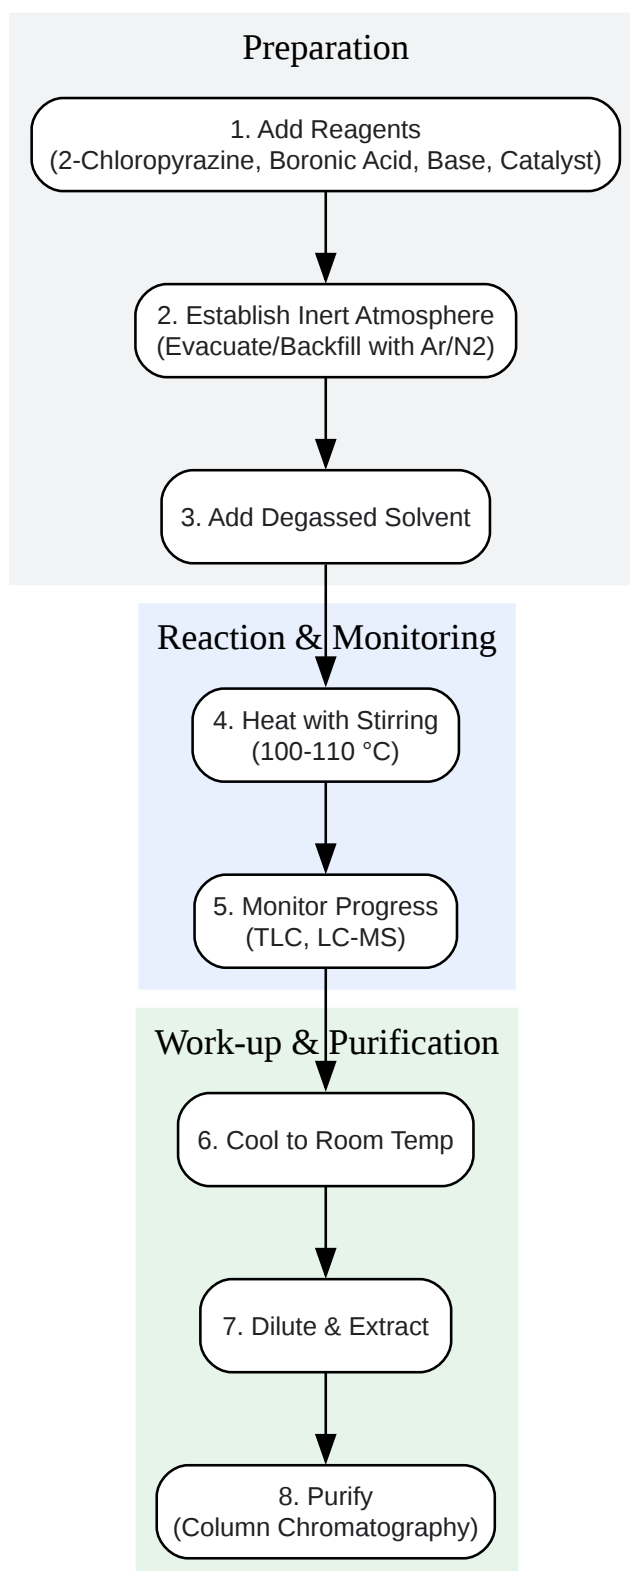 Preparation
1. Add Reagents
(2-Chloropyrazine, Boronic Acid, Base, Catalyst)
2. Establish Inert Atmosphere
(Evacuate/Backfill with Ar/N2)
3. Add Degassed Solvent
Reaction & Monitoring
4. Heat with Stirring
(100-110 °C)
5. Monitor Progress
(TLC, LC-MS)
Work-up & Purification
6. Cool to Room Temp
7. Dilute & Extract
8. Purify
(Column Chromatography)